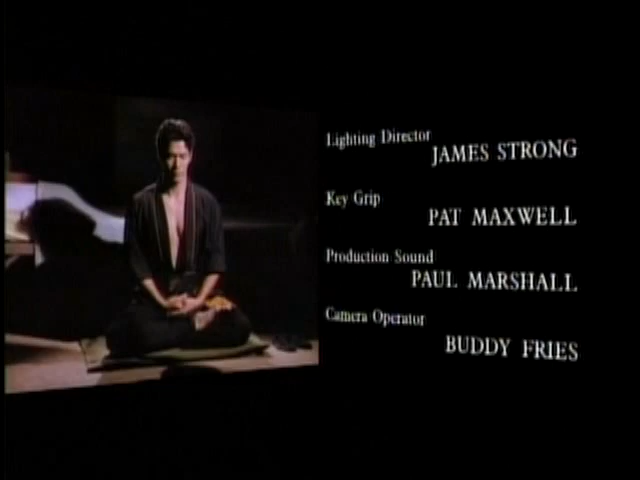 Lighting Director
JAMES STRONG
Key Grip
PAT MAXWELL
Production Sound
PAUL MARSHALL
Camera Operator
BUDDY FRIES